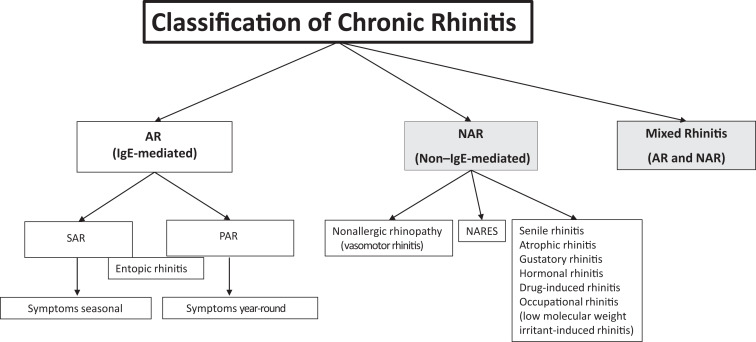 Classification of Chronic Rhinitis
AR
(IgE-mediated)
NAR
(Non–IgE-mediated)
Mixed Rhinitis
(AR and NAR)
SAR
PAR
Entopic rhinitis
Symptoms seasonal
Symptoms year-round
Nonallergic rhinopathy
(vasomotor rhinitis)
NARES
Senile rhinitis
Atrophic rhinitis
Gustatory rhinitis
Hormonal rhinitis
Drug-induced rhinitis
Occupational rhinitis
(low molecular weight
irritant-induced rhinitis)